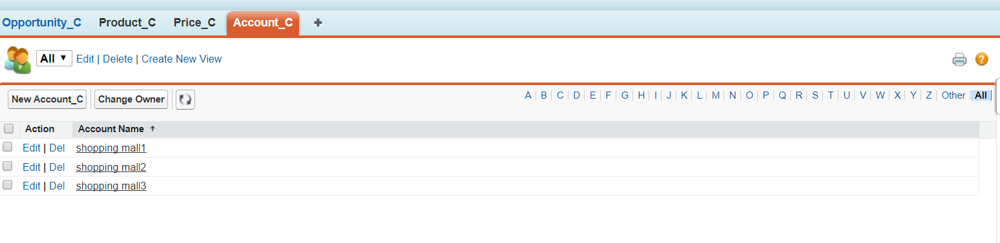 Opportunity_C Product_C Price_C Account_C +
All ▼ Edit | Delete | Create New View ?
New Account_C Change Owner A | B | C | D | E | F | G | H | I | J | K | L | M | N | O | P | Q | R | S | T | U | V | W | X | Y | Z | Other | All
Action Account Name ↑
Edit | Del shopping mall1
Edit | Del shopping mall2
Edit | Del shopping mall3